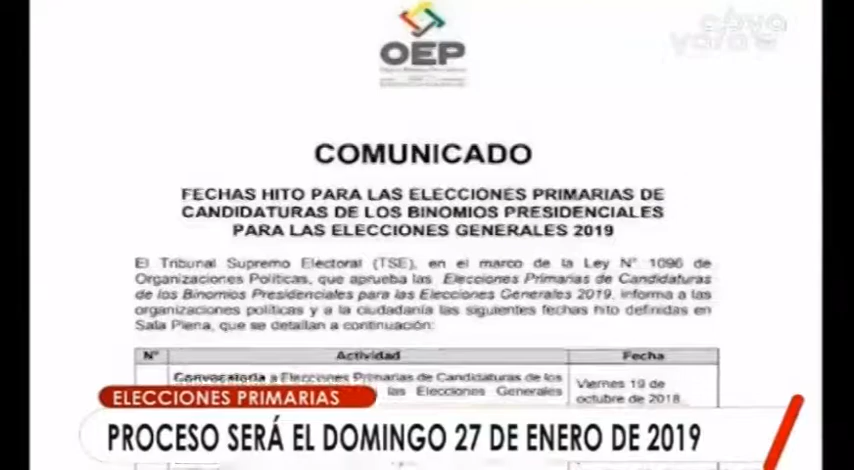 OEP
COMUNICADO
FECHAS HITO PARA LAS ELECCIONES PRIMARIAS DE
CANDIDATURAS DE LOS BINOMIOS PRESIDENCIALES
PARA LAS ELECCIONES GENERALES 2019
El Tribunal Supremo Electoral (TSE), en el marco de la Ley N° 1096 de
Organizaciones Políticas, que aprueba las Elecciones Primarias de Candidaturas
de los Binomios Presidenciales para las Elecciones Generales 2019, informa a las
organizaciones políticas y a la ciudadanía las siguientes fechas hito definidas en
Sala Plena, que se detallan a continuación:
N° Actividad Fecha
Convocatoria a Elecciones Primarias de Candidaturas de los
las Elecciones Generales
Viernes 19 de
octubre de 2018
ELECCIONES PRIMARIAS
PROCESO SERÁ EL DOMINGO 27 DE ENERO DE 2019